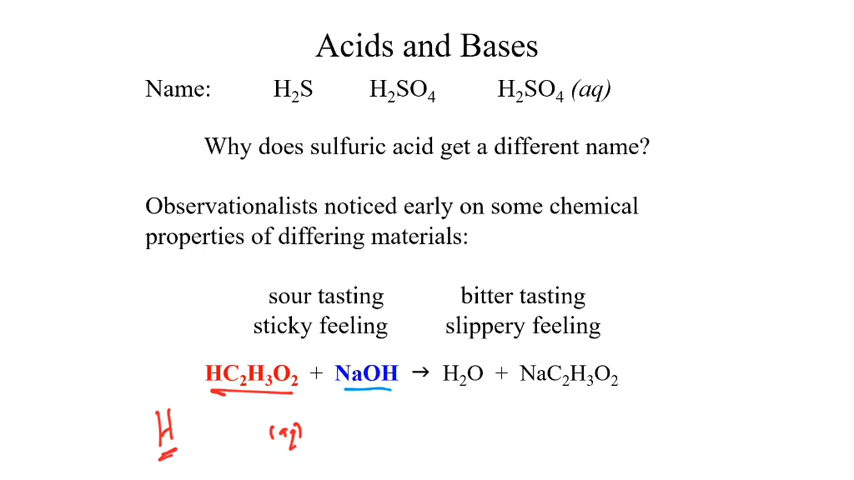 Acids and Bases
Name: H₂S H₂SO₄ H₂SO₄ (aq)
Why does sulfuric acid get a different name?
Observationalists noticed early on some chemical
properties of differing materials:
sour tasting bitter tasting
sticky feeling slippery feeling
HC₂H₃O₂ + NaOH → H₂O + NaC₂H₃O₂
H (aq)